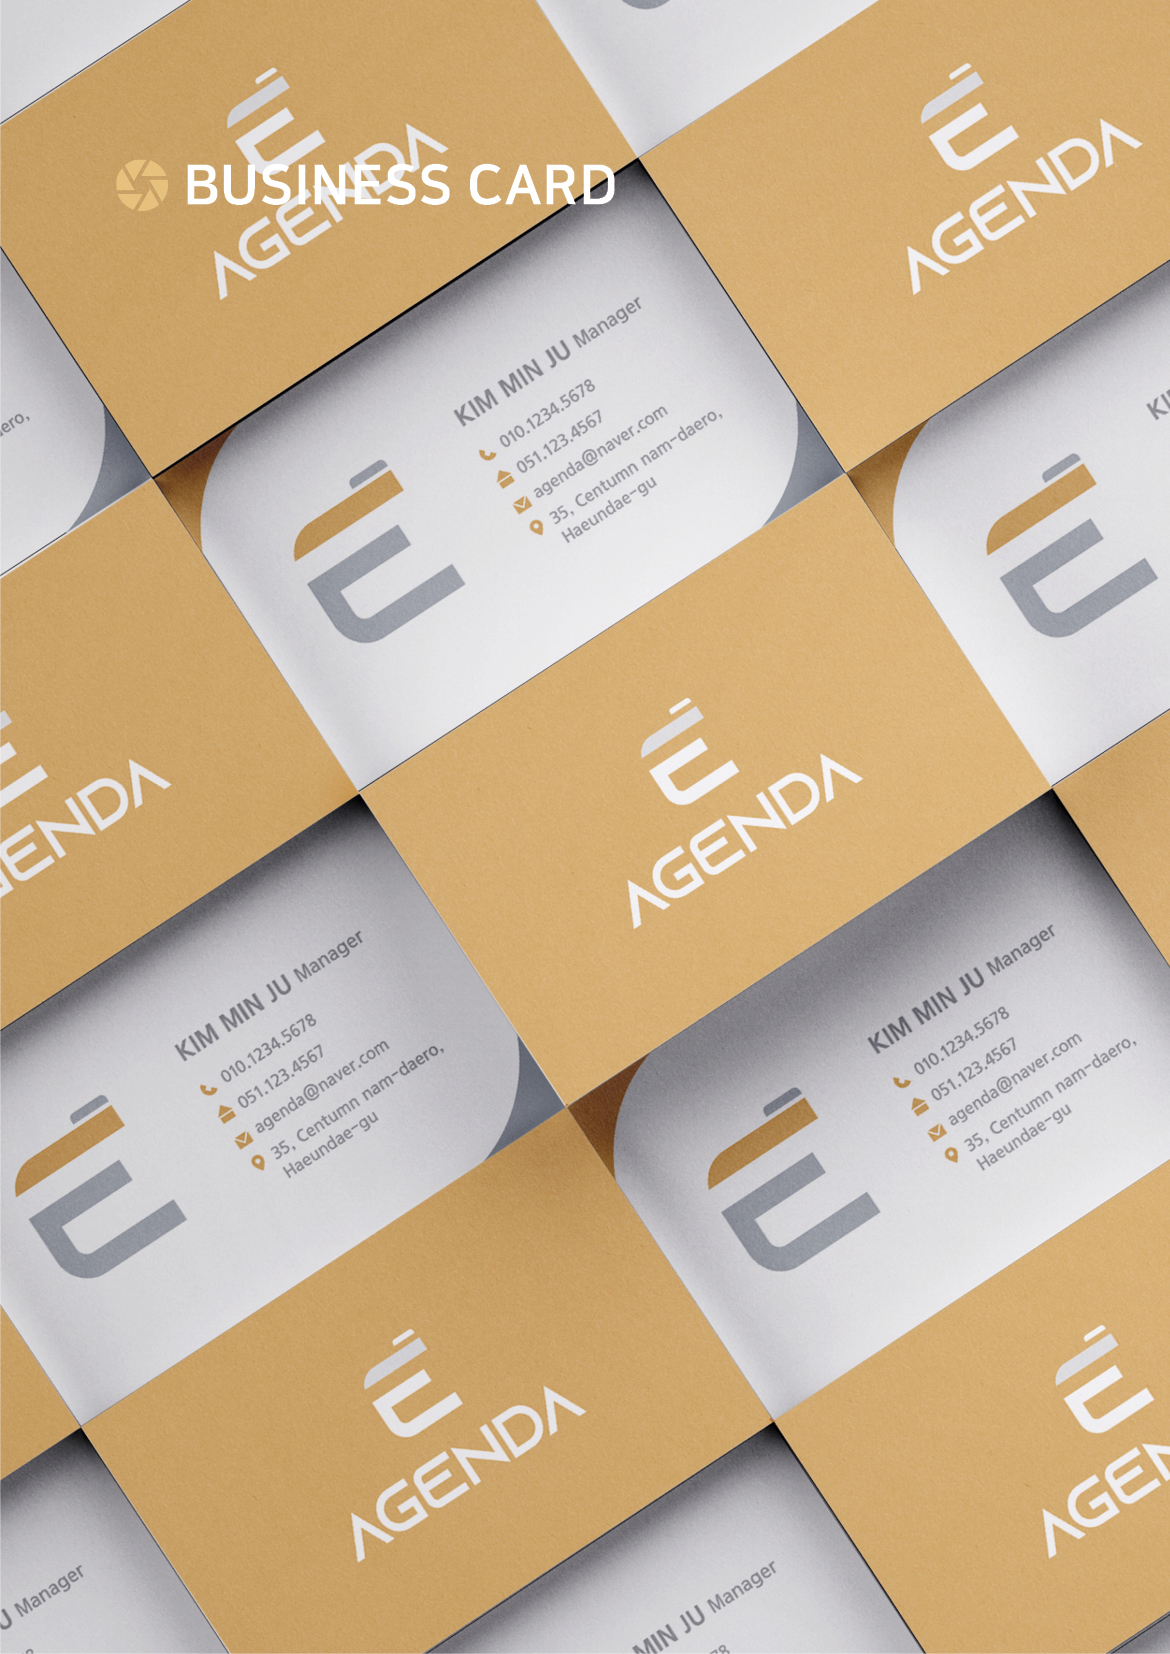 BUSINESS CARD
AGENDA
AGENDA
KIM MIN JU Manager
010.1234.5678
051.123.4567
agenda@naver.com
35, Centumn nam-daero,
Haeundae-gu
AGENDA
GENDA
KIM MIN JU Manager
010.1234.5678
051.123.4567
agenda@naver.com
35, Centumn nam-daero,
Haeundae-gu
KIM MIN JU Manager
010.1234.5678
051.123.4567
agenda@naver.com
35, Centumn nam-daero,
Haeundae-gu
AGENDA
AGEN
U Manager
MIN JU Manager